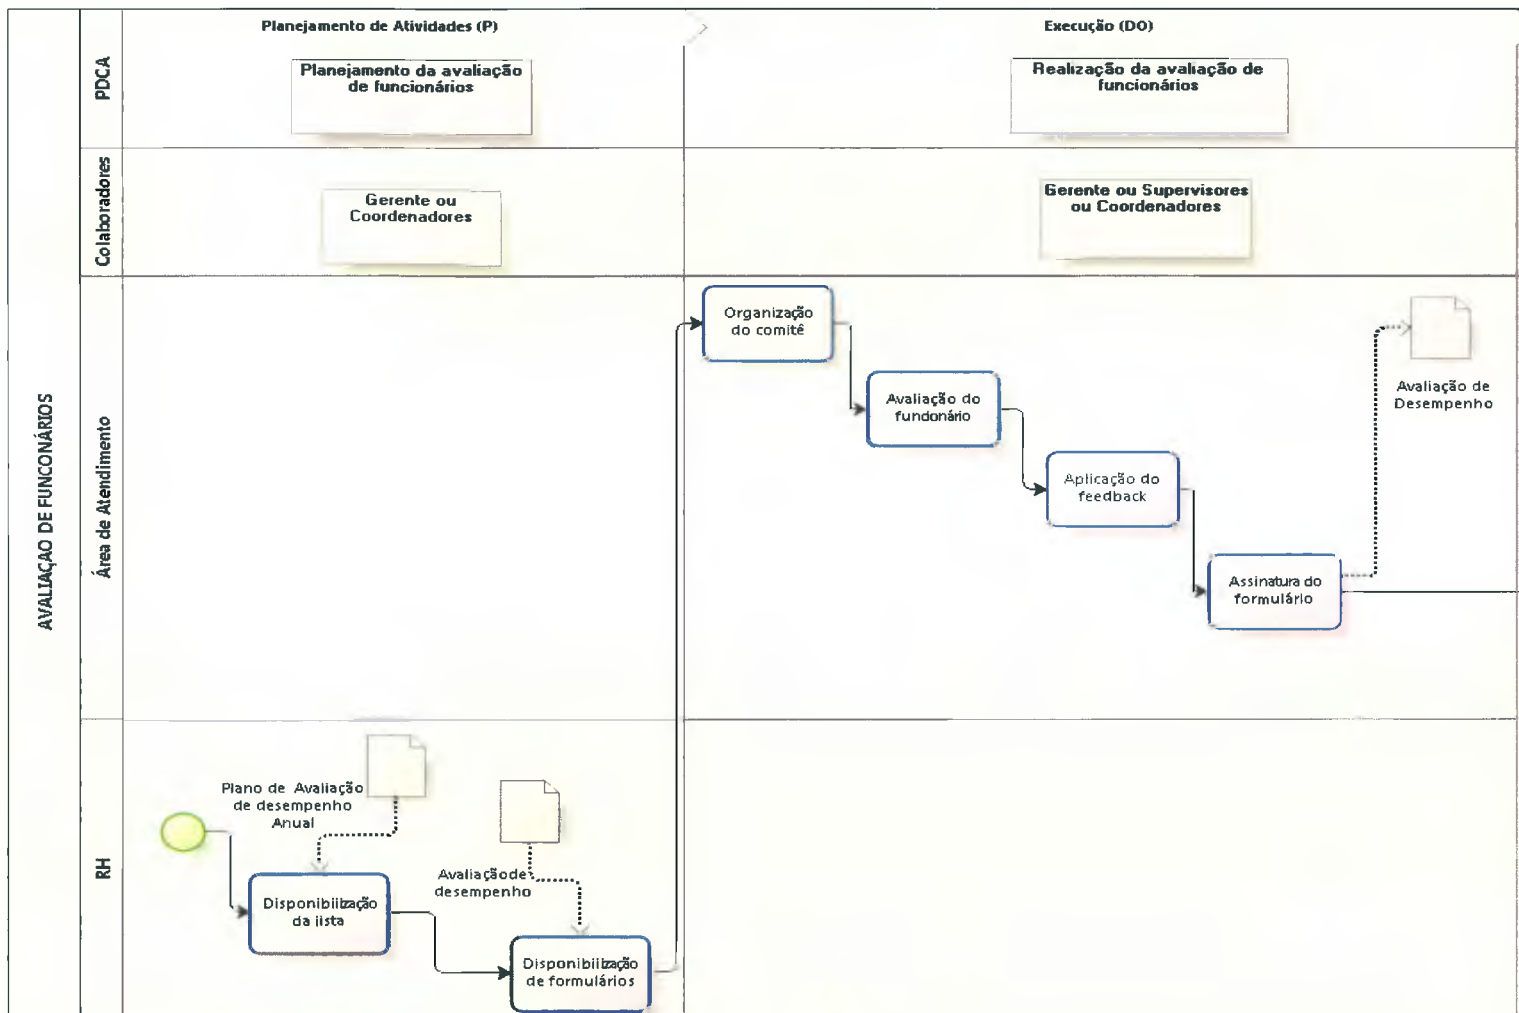 Planejamento de Atividades (P)
Execução (DO)
PDCA
Planejamento da avaliação
de funcionários
Realização da avaliação de
funcionários
Colaboradores
Gerente ou
Coordenadores
Gerente ou Supervisores
ou Coordenadores
AVALIAÇAO DE FUNCONÁRIOS
Área de Atendimento
Organização
do comitê
Avaliação do
funcionário
Aplicação do
feedback
Assinatura do
formulário
Avaliação de
Desempenho
RH
Plano de Avaliação
de desempenho
Anual
Avaliação de
desempenho
Disponibilização
da lista
Disponibilização
de formulários